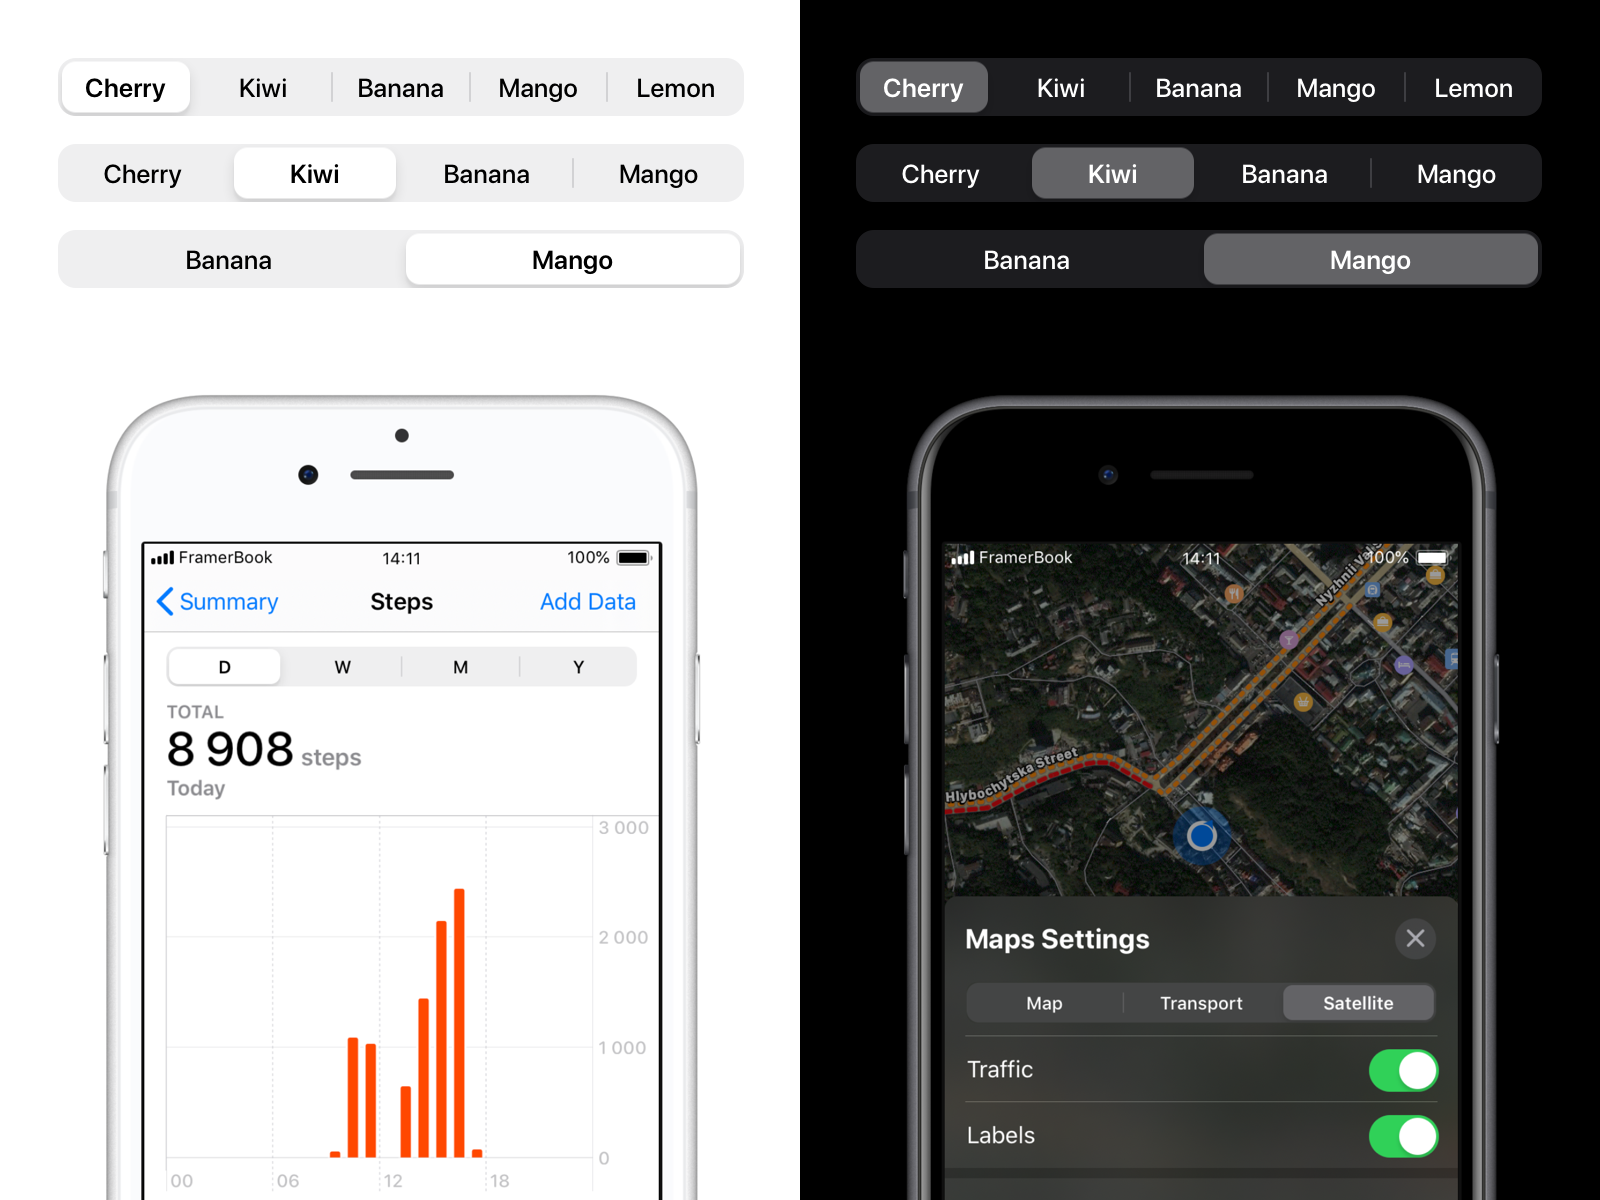 Cherry Kiwi Banana Mango Lemon
Cherry Kiwi Banana Mango
Banana Mango
FramerBook 14:11 100%
Summary Steps Add Data
D W M Y
TOTAL
8 908 steps
Today
3 000
2 000
1 000
0
00 06 12 18
Cherry Kiwi Banana Mango Lemon
Cherry Kiwi Banana Mango
Banana Mango
FramerBook 14:11 100%
Nyzhnii
Hlybochytska Street
Maps Settings
Map Transport Satellite
Traffic
Labels